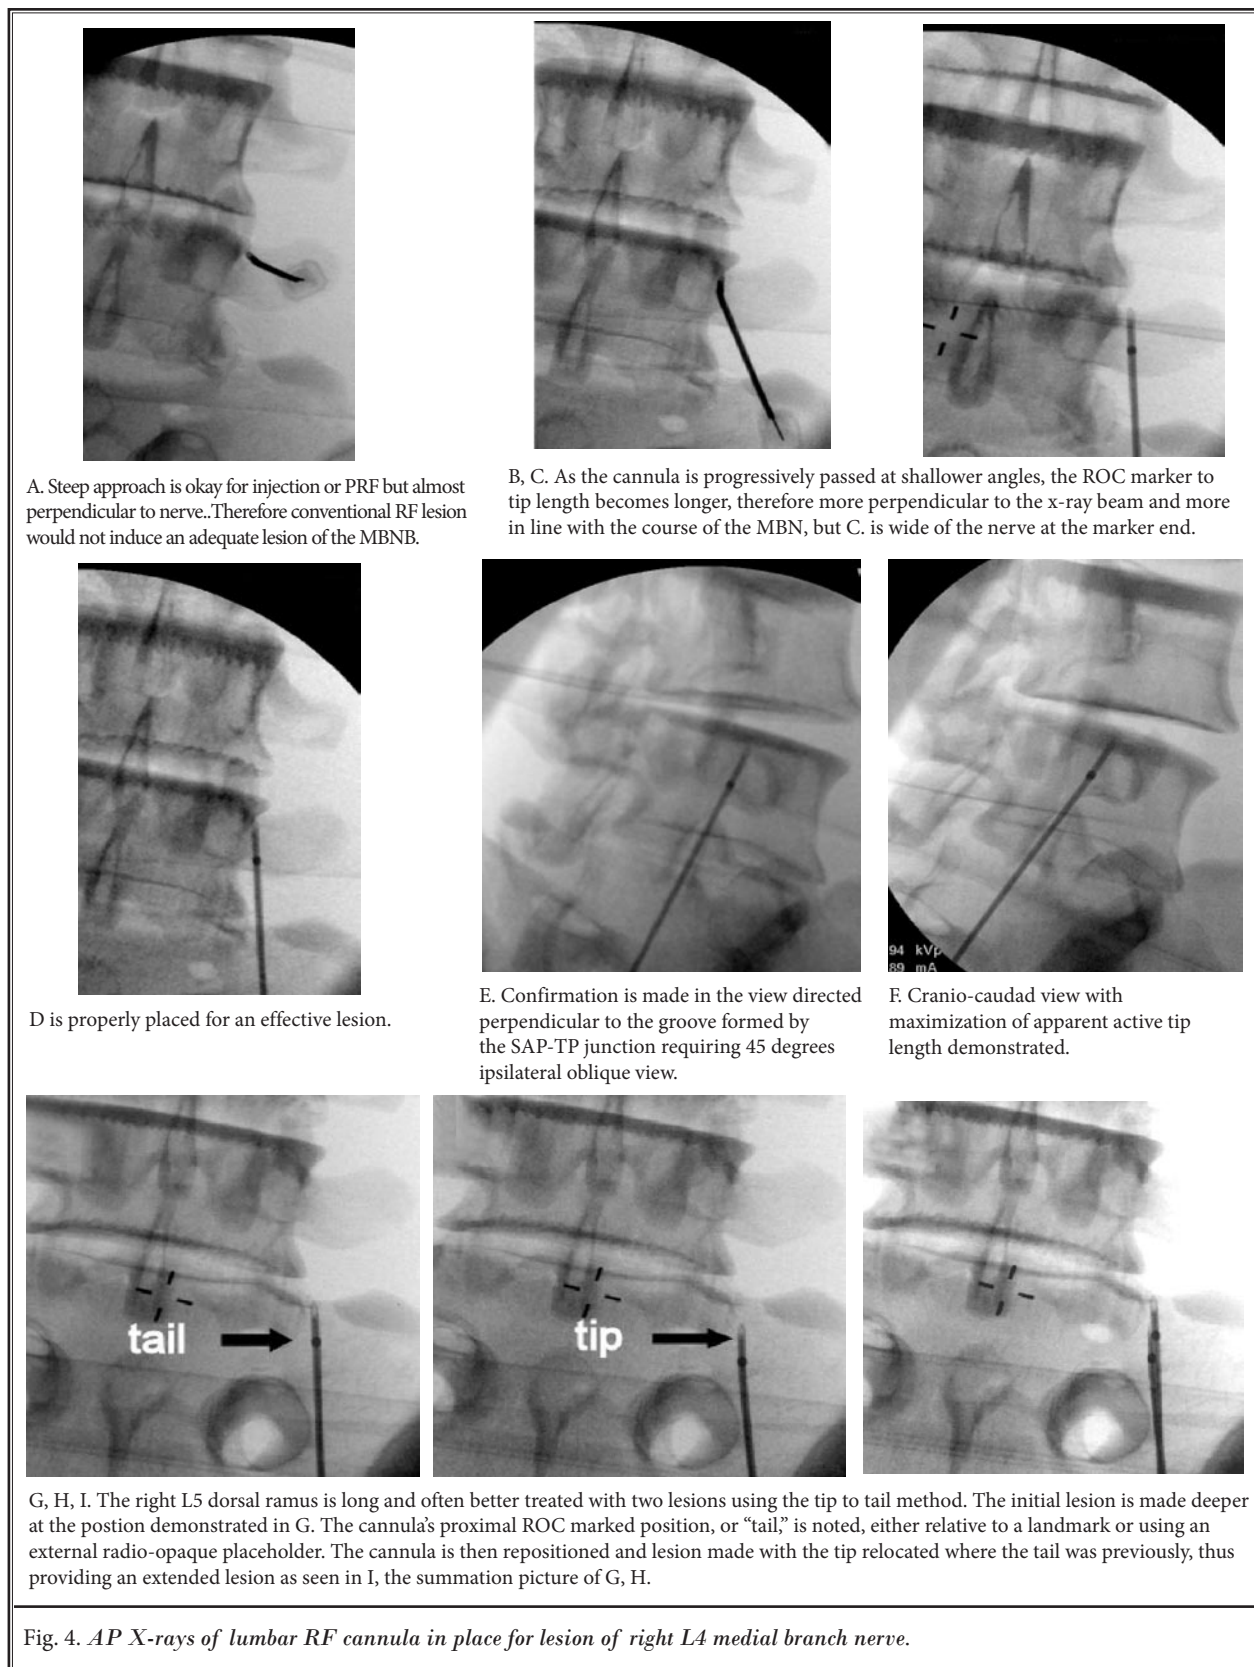 A. Steep approach is okay for injection or PRF but almost
perpendicular to nerve..Therefore conventional RF lesion
would not induce an adequate lesion of the MBNB.
B, C. As the cannula is progressively passed at shallower angles, the ROC marker to
tip length becomes longer, therefore more perpendicular to the x-ray beam and more
in line with the course of the MBN, but C. is wide of the nerve at the marker end.
D is properly placed for an effective lesion.
E. Confirmation is made in the view directed
perpendicular to the groove formed by
the SAP-TP junction requiring 45 degrees
ipsilateral oblique view.
94 kVp
89 mA
F. Cranio-caudad view with
maximization of apparent active tip
length demonstrated.
tail
tip
G, H, I. The right L5 dorsal ramus is long and often better treated with two lesions using the tip to tail method. The initial lesion is made deeper
at the postion demonstrated in G. The cannula's proximal ROC marked position, or "tail," is noted, either relative to a landmark or using an
external radio-opaque placeholder. The cannula is then repositioned and lesion made with the tip relocated where the tail was previously, thus
providing an extended lesion as seen in I, the summation picture of G, H.
Fig. 4. AP X-rays of lumbar RF cannula in place for lesion of right L4 medial branch nerve.